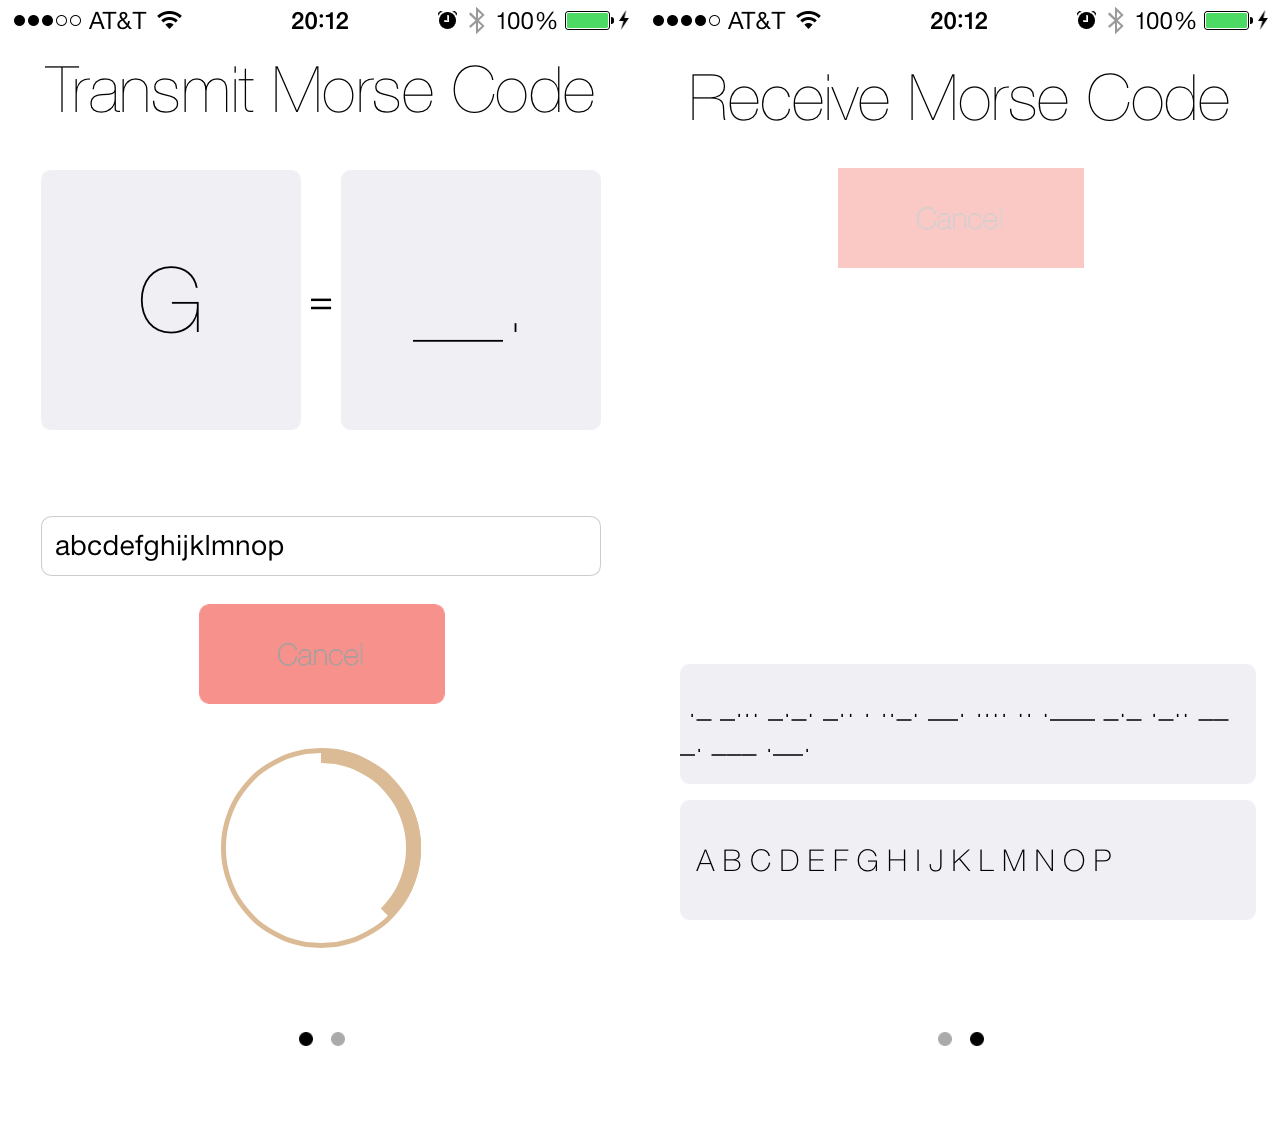 AT&T 20:12 100%
Transmit Morse Code
G = __.
abcdefghijklmnop
Cancel
AT&T 20:12 100%
Receive Morse Code
Cancel
._ _... _._. _.. . .._. __. .... .. .___ _._ ._.. __
_. ___ .__.
A B C D E F G H I J K L M N O P